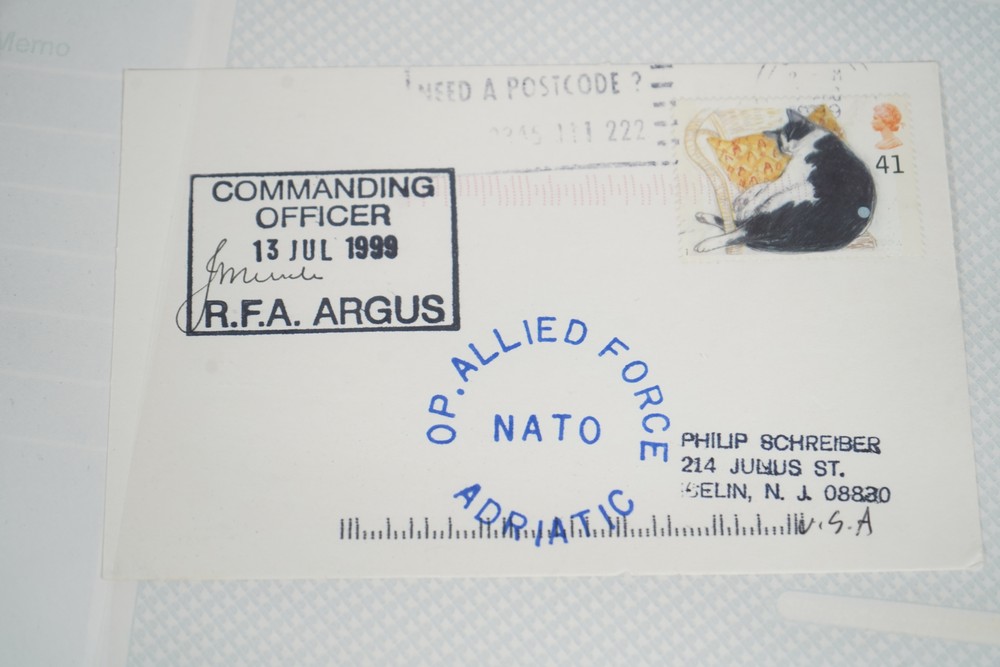 Memo
NEED A POSTCODE ?
0345 111 222
41
COMMANDING
OFFICER
13 JUL 1999
R.F.A. ARGUS
OP. ALLIED FORCE
NATO
ADRIATIC
PHILIP SCHREIBER
214 JULIUS ST.
ISELIN, N. J. 08830
U.S.A